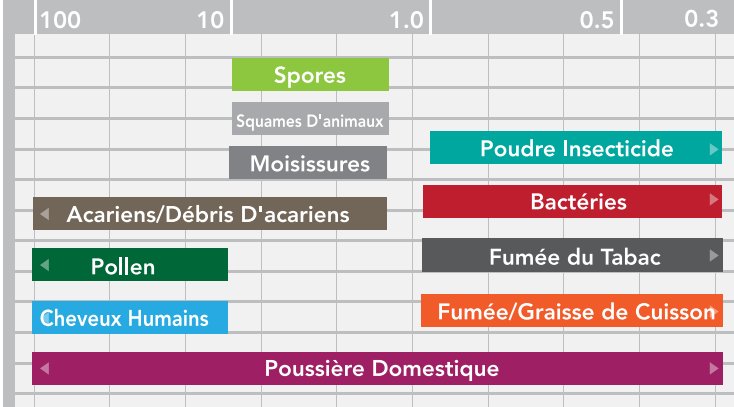 100 10 1.0 0.5 0.3
Spores
Squames D'animaux
Poudre Insecticide
Moisissures
Bactéries
Acariens/Débris D'acariens
Fumée du Tabac
Pollen
Fumée/Graisse de Cuisson
Cheveux Humains
Poussière Domestique